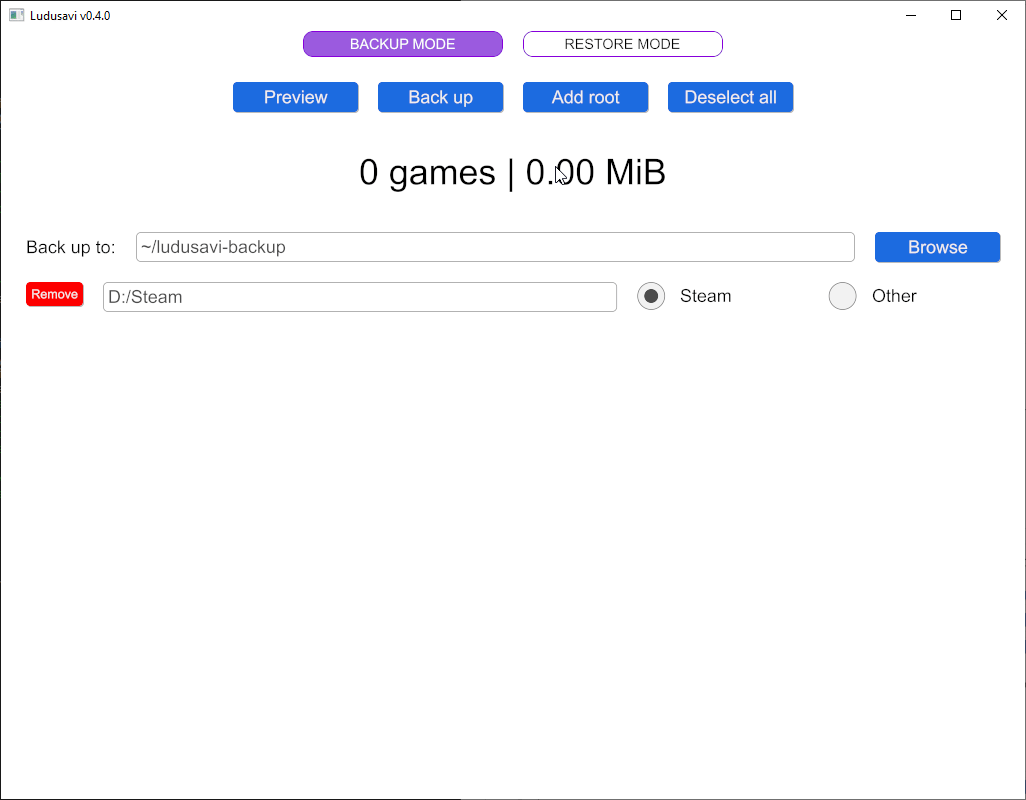 Ludusavi v0.4.0
BACKUP MODE RESTORE MODE
Preview Back up Add root Deselect all
0 games | 0.00 MiB
Back up to: ~/ludusavi-backup Browse
Remove D:/Steam Steam Other